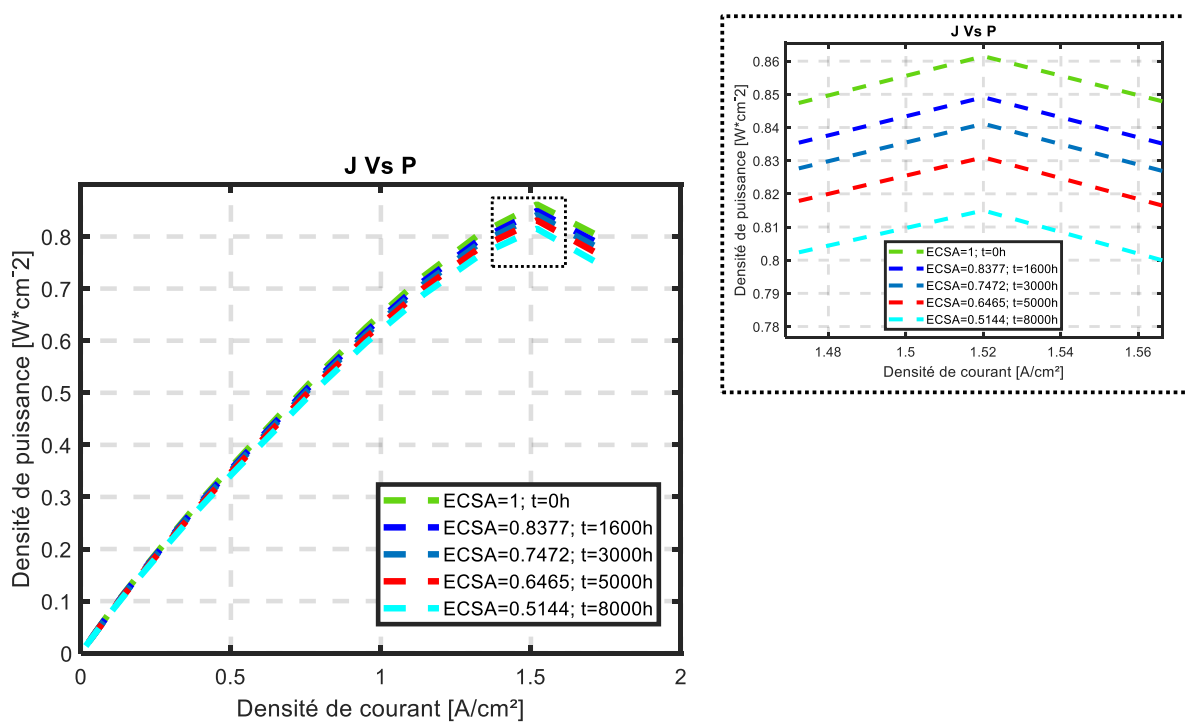 J Vs P
Densité de puissance [W*cm¯2]
0.8
0.7
0.6
0.5
0.4
0.3
0.2
0.1
0
0
0.5
1
1.5
2
Densité de courant [A/cm²]
ECSA=1; t=0h
ECSA=0.8377; t=1600h
ECSA=0.7472; t=3000h
ECSA=0.6465; t=5000h
ECSA=0.5144; t=8000h
J Vs P
Densité de puissance [W*cm¯2]
0.86
0.85
0.84
0.83
0.82
0.81
0.8
0.79
0.78
1.48
1.5
1.52
1.54
1.56
Densité de courant [A/cm²]
ECSA=1; t=0h
ECSA=0.8377; t=1600h
ECSA=0.7472; t=3000h
ECSA=0.6465; t=5000h
ECSA=0.5144; t=8000h